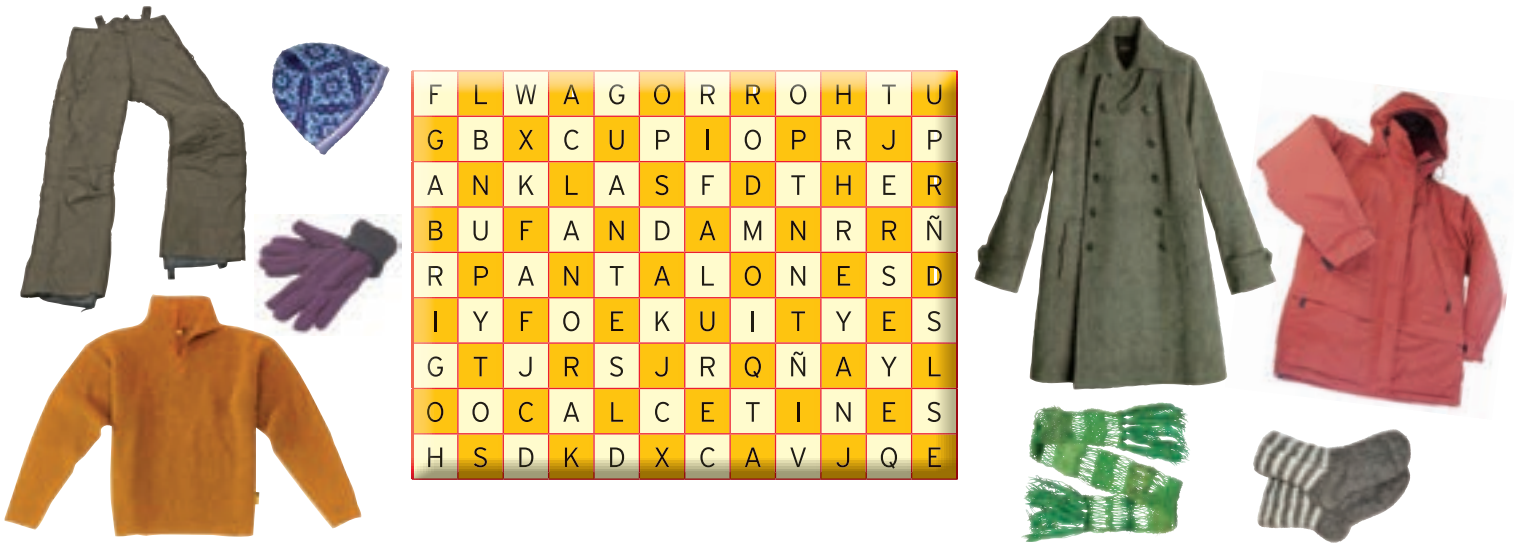 F L W A G O R R O H T U
G B X C U P I O P R J P
A N K L A S F D T H E R
B U F A N D A M N R R Ñ
R P A N T A L O N E S D
I Y F O E K U I T Y E S
G T J R S J R Q Ñ A Y L
O O C A L C E T I N E S
H S D K D X C A V J Q E